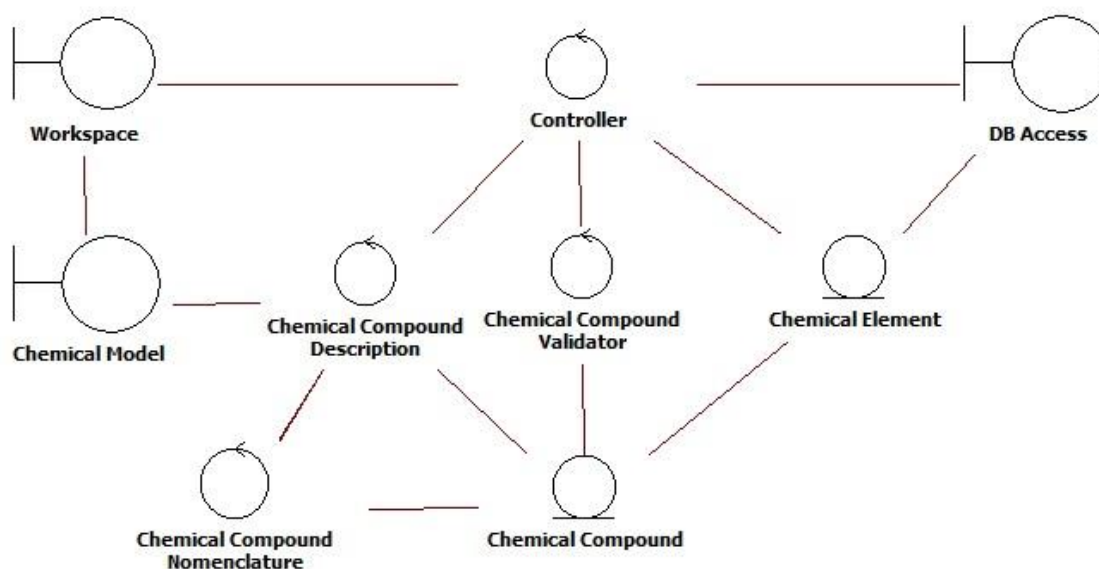 Workspace
Controller
DB Access
Chemical Model
Chemical Compound
Description
Chemical Compound
Validator
Chemical Element
Chemical Compound
Nomenclature
Chemical Compound